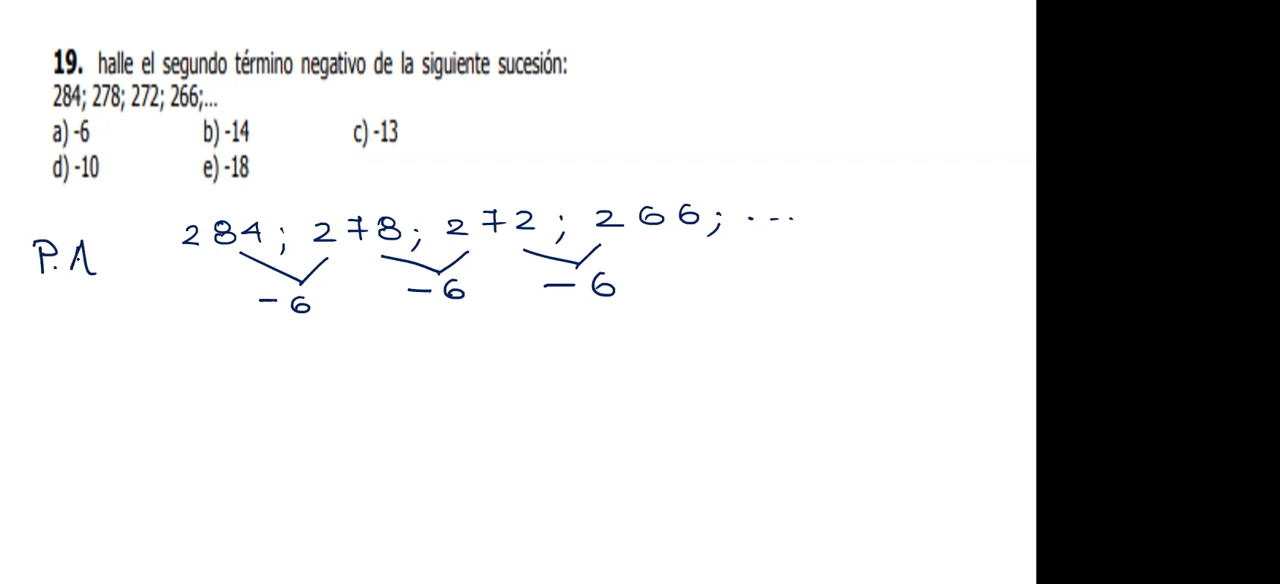 19. halle el segundo término negativo de la siguiente sucesión:
284; 278; 272; 266;...
a) -6 b) -14 c) -13
d) -10 e) -18
284; 278; 272; 266; ...
P.A
-6 -6 -6